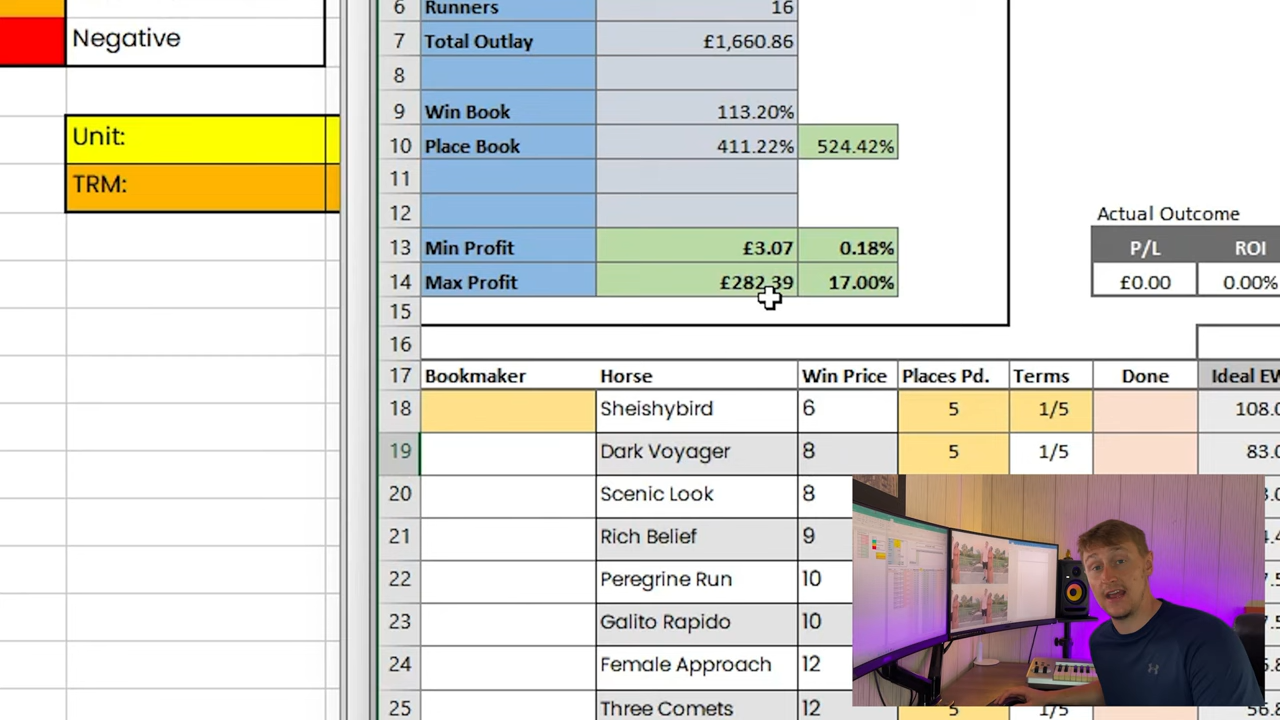 Negative
Unit:
TRM:
6 Runners 16
7 Total Outlay £1,660.86
8
9 Win Book 113.20%
10 Place Book 411.22% 524.42%
11
12
13 Min Profit £3.07 0.18%
14 Max Profit £282.39 17.00%
15
16
Actual Outcome
P/L ROI
£0.00 0.00%
17 Bookmaker Horse Win Price Places Pd. Terms Done Ideal EW
18 Sheishybird 6 5 1/5 108.0
19 Dark Voyager 8 5 1/5 83.0
20 Scenic Look 8
21 Rich Belief 9
22 Peregrine Run 10
23 Galito Rapido 10
24 Female Approach 12
25 Three Comets 12 5 1/5